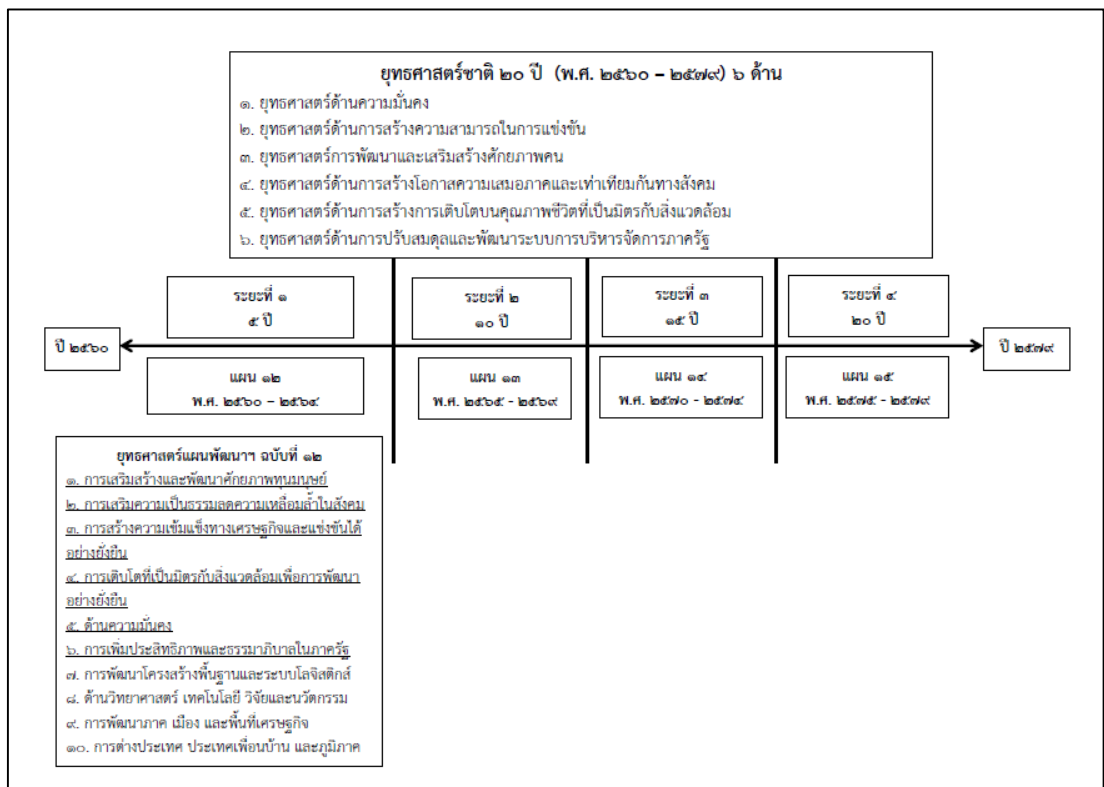 ยุทธศาสตร์ชาติ ๒๐ ปี (พ.ศ. ๒๕๖๐ – ๒๕๗๙) ๖ ด้าน
๑. ยุทธศาสตร์ด้านความมั่นคง
๒. ยุทธศาสตร์ด้านการสร้างความสามารถในการแข่งขัน
๓. ยุทธศาสตร์การพัฒนาและเสริมสร้างศักยภาพคน
๔. ยุทธศาสตร์ด้านการสร้างโอกาสความเสมอภาคและเท่าเทียมกันทางสังคม
๕. ยุทธศาสตร์ด้านการสร้างการเติบโตบนคุณภาพชีวิตที่เป็นมิตรกับสิ่งแวดล้อม
๖. ยุทธศาสตร์ด้านการปรับสมดุลและพัฒนาระบบการบริหารจัดการภาครัฐ
ระยะที่ ๑
๕ ปี
ระยะที่ ๒
๑๐ ปี
ระยะที่ ๓
๑๕ ปี
ระยะที่ ๔
๒๐ ปี
ปี ๒๕๖๐
ปี ๒๕๗๙
แผน ๑๒
พ.ศ. ๒๕๖๐ – ๒๕๖๔
แผน ๑๓
พ.ศ. ๒๕๖๕ - ๒๕๖๙
แผน ๑๔
พ.ศ. ๒๕๗๐ - ๒๕๗๔
แผน ๑๕
พ.ศ. ๒๕๗๕ - ๒๕๗๙
ยุทธศาสตร์แผนพัฒนาฯ ฉบับที่ ๑๒
๑. การเสริมสร้างและพัฒนาศักยภาพทุนมนุษย์
๒. การเสริมความเป็นธรรมลดความเหลื่อมล้ำในสังคม
๓. การสร้างความเข้มแข็งทางเศรษฐกิจและแข่งขันได้
อย่างยั่งยืน
๔. การเติบโตที่เป็นมิตรกับสิ่งแวดล้อมเพื่อการพัฒนา
อย่างยั่งยืน
๕. ด้านความมั่นคง
๖. การเพิ่มประสิทธิภาพและธรรมาภิบาลในภาครัฐ
๗. การพัฒนาโครงสร้างพื้นฐานและระบบโลจิสติกส์
๘. ด้านวิทยาศาสตร์ เทคโนโลยี วิจัยและนวัตกรรม
๙. การพัฒนาภาค เมือง และพื้นที่เศรษฐกิจ
๑๐. การต่างประเทศ ประเทศเพื่อนบ้าน และภูมิภาค